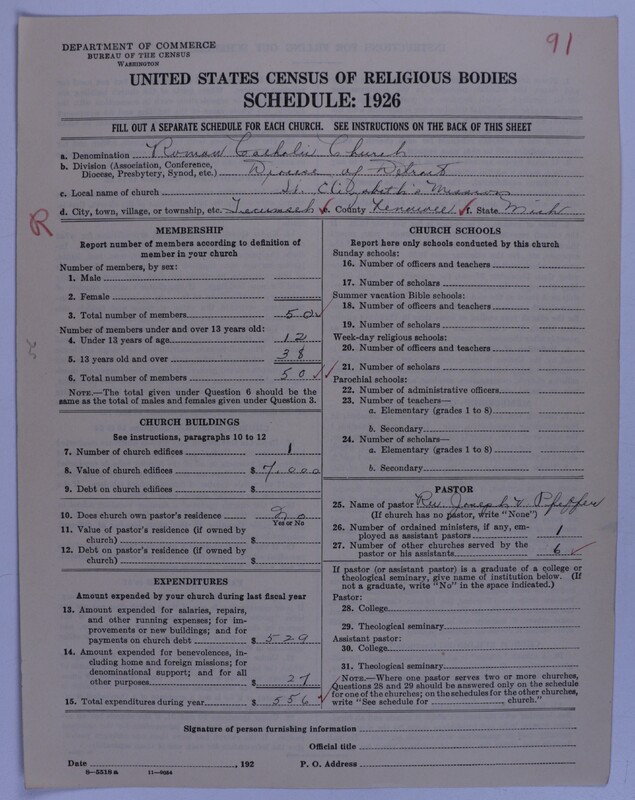 91
DEPARTMENT OF COMMERCE
BUREAU OF THE CENSUS
WASHINGTON
UNITED STATES CENSUS OF RELIGIOUS BODIES
SCHEDULE: 1926
FILL OUT A SEPARATE SCHEDULE FOR EACH CHURCH. SEE INSTRUCTIONS ON THE BACK OF THIS SHEET
a. Denomination Roman Catholic Church
b. Division (Association, Conference,
Diocese, Presbytery, Synod, etc.) Diocese of Detroit
c. Local name of church St. Elizabeth's Mission
d. City, town, village, or township, etc. Tecumseh e. County Lenawee f. State Mich
R
MEMBERSHIP
Report number of members according to definition of
member in your church
Number of members, by sex:
1. Male
2. Female
3. Total number of members 50
Number of members under and over 13 years old:
4. Under 13 years of age 12
5. 13 years old and over 38
6. Total number of members 50
NOTE.—The total given under Question 6 should be
same as the total of males and females given under Question 3.
CHURCH BUILDINGS
See instructions, paragraphs 10 to 12
7. Number of church edifices 1
8. Value of church edifices $ 7,000
9. Debt on church edifices $
10. Does church own pastor's residence No
Yes or No
11. Value of pastor's residence (if owned by
church) $
12. Debt on pastor's residence (if owned by
church) $
EXPENDITURES
Amount expended by your church during last fiscal year
13. Amount expended for salaries, repairs,
and other running expenses; for im-
provements or new buildings; and for
payments on church debt $ 529
14. Amount expended for benevolences, in-
cluding home and foreign missions; for
denominational support; and for all
other purposes $ 27
15. Total expenditures during year $ 556
CHURCH SCHOOLS
Report here only schools conducted by this church
Sunday schools:
16. Number of officers and teachers
17. Number of scholars
Summer vacation Bible schools:
18. Number of officers and teachers
19. Number of scholars
Week-day religious schools:
20. Number of officers and teachers
21. Number of scholars
Parochial schools:
22. Number of administrative officers
23. Number of teachers—
a. Elementary (grades 1 to 8)
b. Secondary
24. Number of scholars—
a. Elementary (grades 1 to 8)
b. Secondary
PASTOR
25. Name of pastor Rev. Joseph Pfeffer
(If church has no pastor, write "None")
26. Number of ordained ministers, if any, em-
ployed as assistant pastors 1
27. Number of other churches served by the
pastor or his assistants 6
If pastor (or assistant pastor) is a graduate of a college or
theological seminary, give name of institution below. (If
not a graduate, write "No" in the space indicated.)
Pastor:
28. College
29. Theological seminary
Assistant pastor:
30. College
31. Theological seminary
NOTE.—Where one pastor serves two or more churches,
Questions 28 and 29 should be answered only on the schedule
for one of the churches; on the schedules for the other churches,
write "See schedule for church."
Signature of person furnishing information
Official title
Date , 192 P. O. Address
8—5518a 11—9054